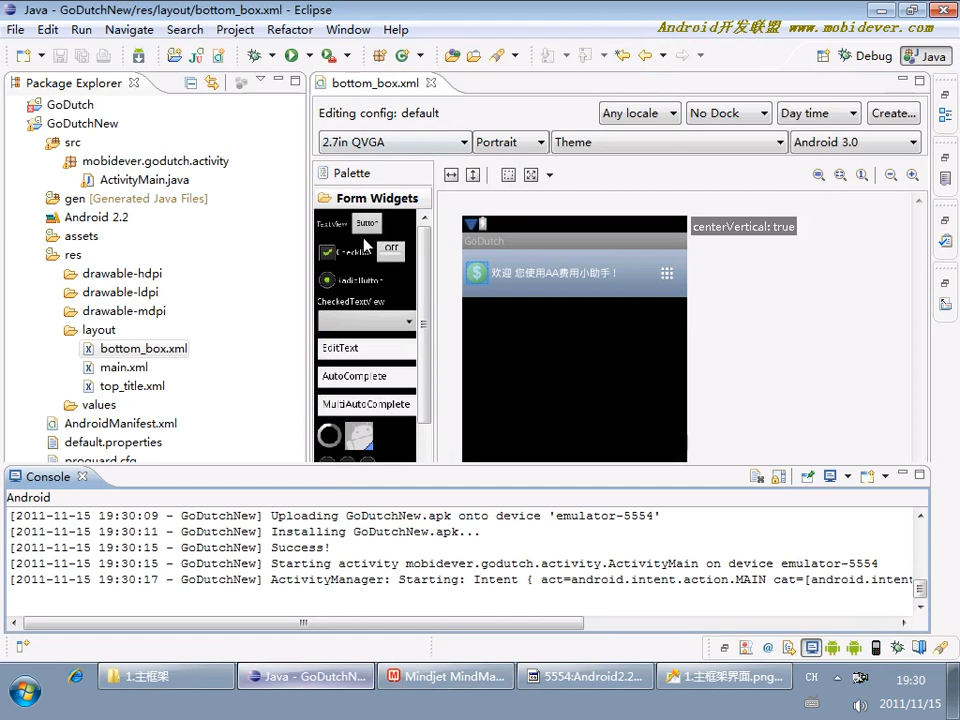 Java - GoDutchNew/res/layout/bottom_box.xml - Eclipse
File Edit Run Navigate Search Project Refactor Window Help
Android开发联盟 www.mobidever.com
Debug Java
Package Explorer
GoDutch
GoDutchNew
src
mobidever.godutch.activity
ActivityMain.java
gen [Generated Java Files]
Android 2.2
assets
res
drawable-hdpi
drawable-ldpi
drawable-mdpi
layout
bottom_box.xml
main.xml
top_title.xml
values
AndroidManifest.xml
default.properties
proguard.cfg
bottom_box.xml
Editing config: default
Any locale No Dock Day time Create...
2.7in QVGA Portrait Theme Android 3.0
Palette
Form Widgets
TextView Button
CheckBox OFF
RadioButton
CheckedTextView
EditText
AutoComplete
MultiAutoComplete
centerVertical: true
GoDutch
欢迎 您使用AA费用小助手！
Console
Android
[2011-11-15 19:30:09 - GoDutchNew] Uploading GoDutchNew.apk onto device 'emulator-5554'
[2011-11-15 19:30:11 - GoDutchNew] Installing GoDutchNew.apk...
[2011-11-15 19:30:15 - GoDutchNew] Success!
[2011-11-15 19:30:15 - GoDutchNew] Starting activity mobidever.godutch.activity.ActivityMain on device emulator-5554
[2011-11-15 19:30:17 - GoDutchNew] ActivityManager: Starting: Intent { act=android.intent.action.MAIN cat=[android.intent
1.主框架
Java - GoDutchN...
Mindjet MindMa...
5554:Android2.2...
1.主框架界面.png...
CH
19:30
2011/11/15